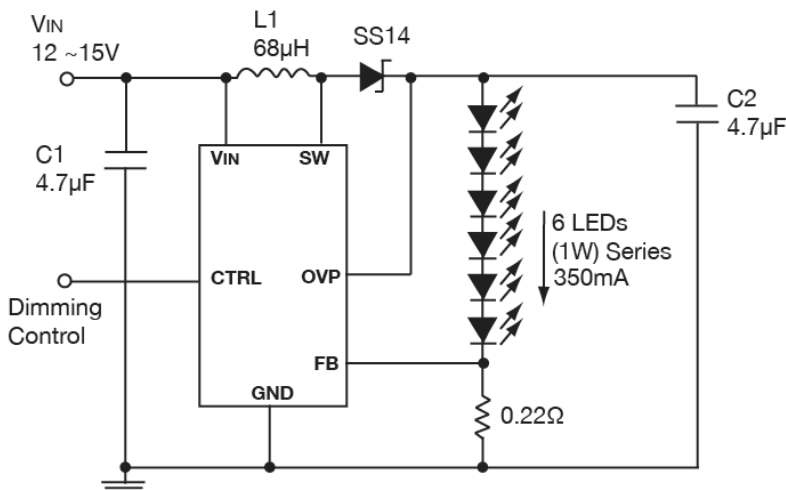 VIN
12 ~15V
L1
68µH
SS14
C1
4.7µF
C2
4.7µF
VIN
SW
6 LEDs
(1W) Series
350mA
CTRL
OVP
Dimming
Control
FB
GND
0.22Ω